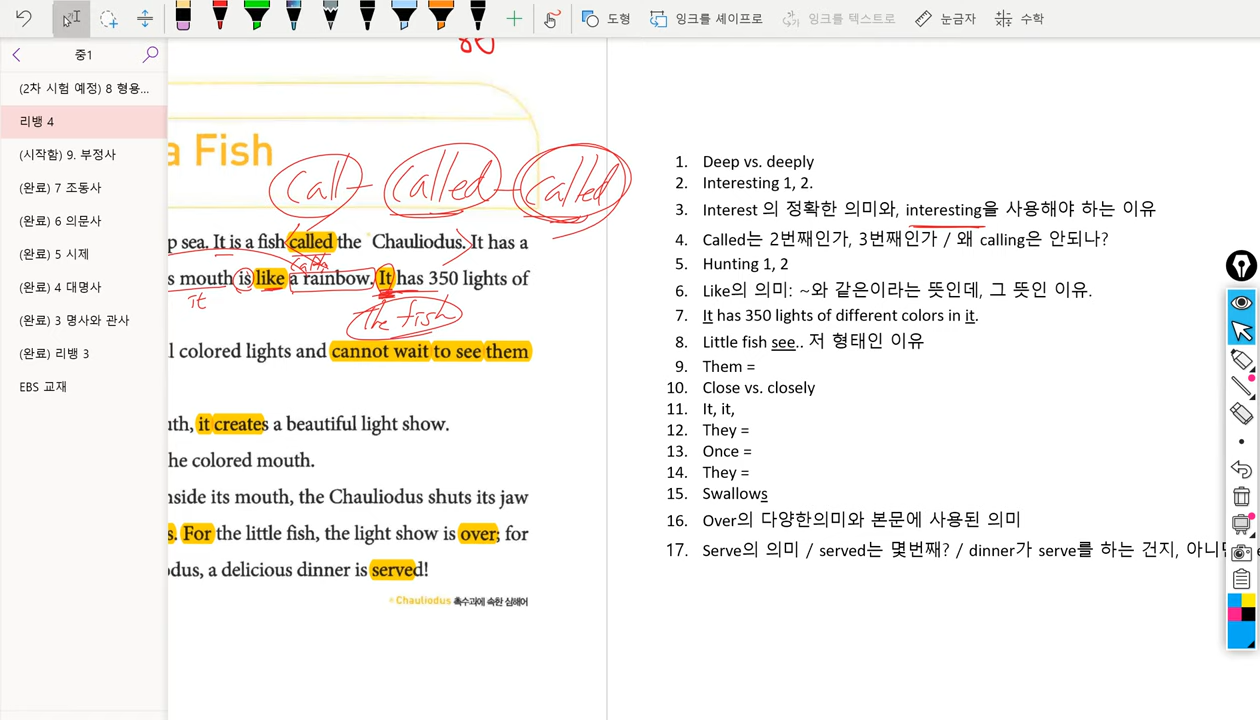 도형
잉크를 셰이프로
잉크를 텍스트로
눈금자
수학
중1
(2차 시험 예정) 8 형용...
리뱅 4
(시작함) 9. 부정사
(완료) 7 조동사
(완료) 6 의문사
(완료) 5 시제
(완료) 4 대명사
(완료) 3 명사와 관사
(완료) 리뱅 3
EBS 교재
a Fish
call - called - called
p sea. It is a fish called the Chauliodus. It has a
s mouth is like a rainbow. It has 350 lights of
it
the fish
l colored lights and cannot wait to see them
uth, it creates a beautiful light show.
he colored mouth.
nside its mouth, the Chauliodus shuts its jaw
s. For the little fish, the light show is over; for
odus, a delicious dinner is served!
Chauliodus 촉수과에 속한 심해어
1. Deep vs. deeply
2. Interesting 1, 2.
3. Interest 의 정확한 의미와, interesting을 사용해야 하는 이유
4. Called는 2번째인가, 3번째인가 / 왜 calling은 안되나?
5. Hunting 1, 2
6. Like의 의미: ~와 같은이라는 뜻인데, 그 뜻인 이유.
7. It has 350 lights of different colors in it.
8. Little fish see.. 저 형태인 이유
9. Them =
10. Close vs. closely
11. It, it,
12. They =
13. Once =
14. They =
15. Swallows
16. Over의 다양한의미와 본문에 사용된 의미
17. Serve의 의미 / served는 몇번째? / dinner가 serve를 하는 건지,